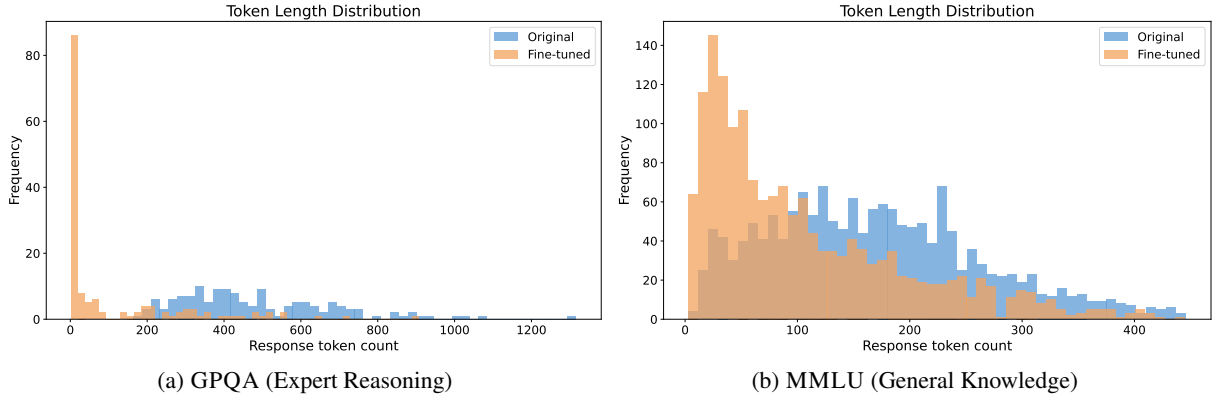 Token Length Distribution
Original
Fine-tuned
80
60
40
20
0
Frequency
0 200 400 600 800 1000 1200
Response token count
(a) GPQA (Expert Reasoning)
Token Length Distribution
Original
Fine-tuned
140
120
100
80
60
40
20
0
Frequency
0 100 200 300 400
Response token count
(b) MMLU (General Knowledge)